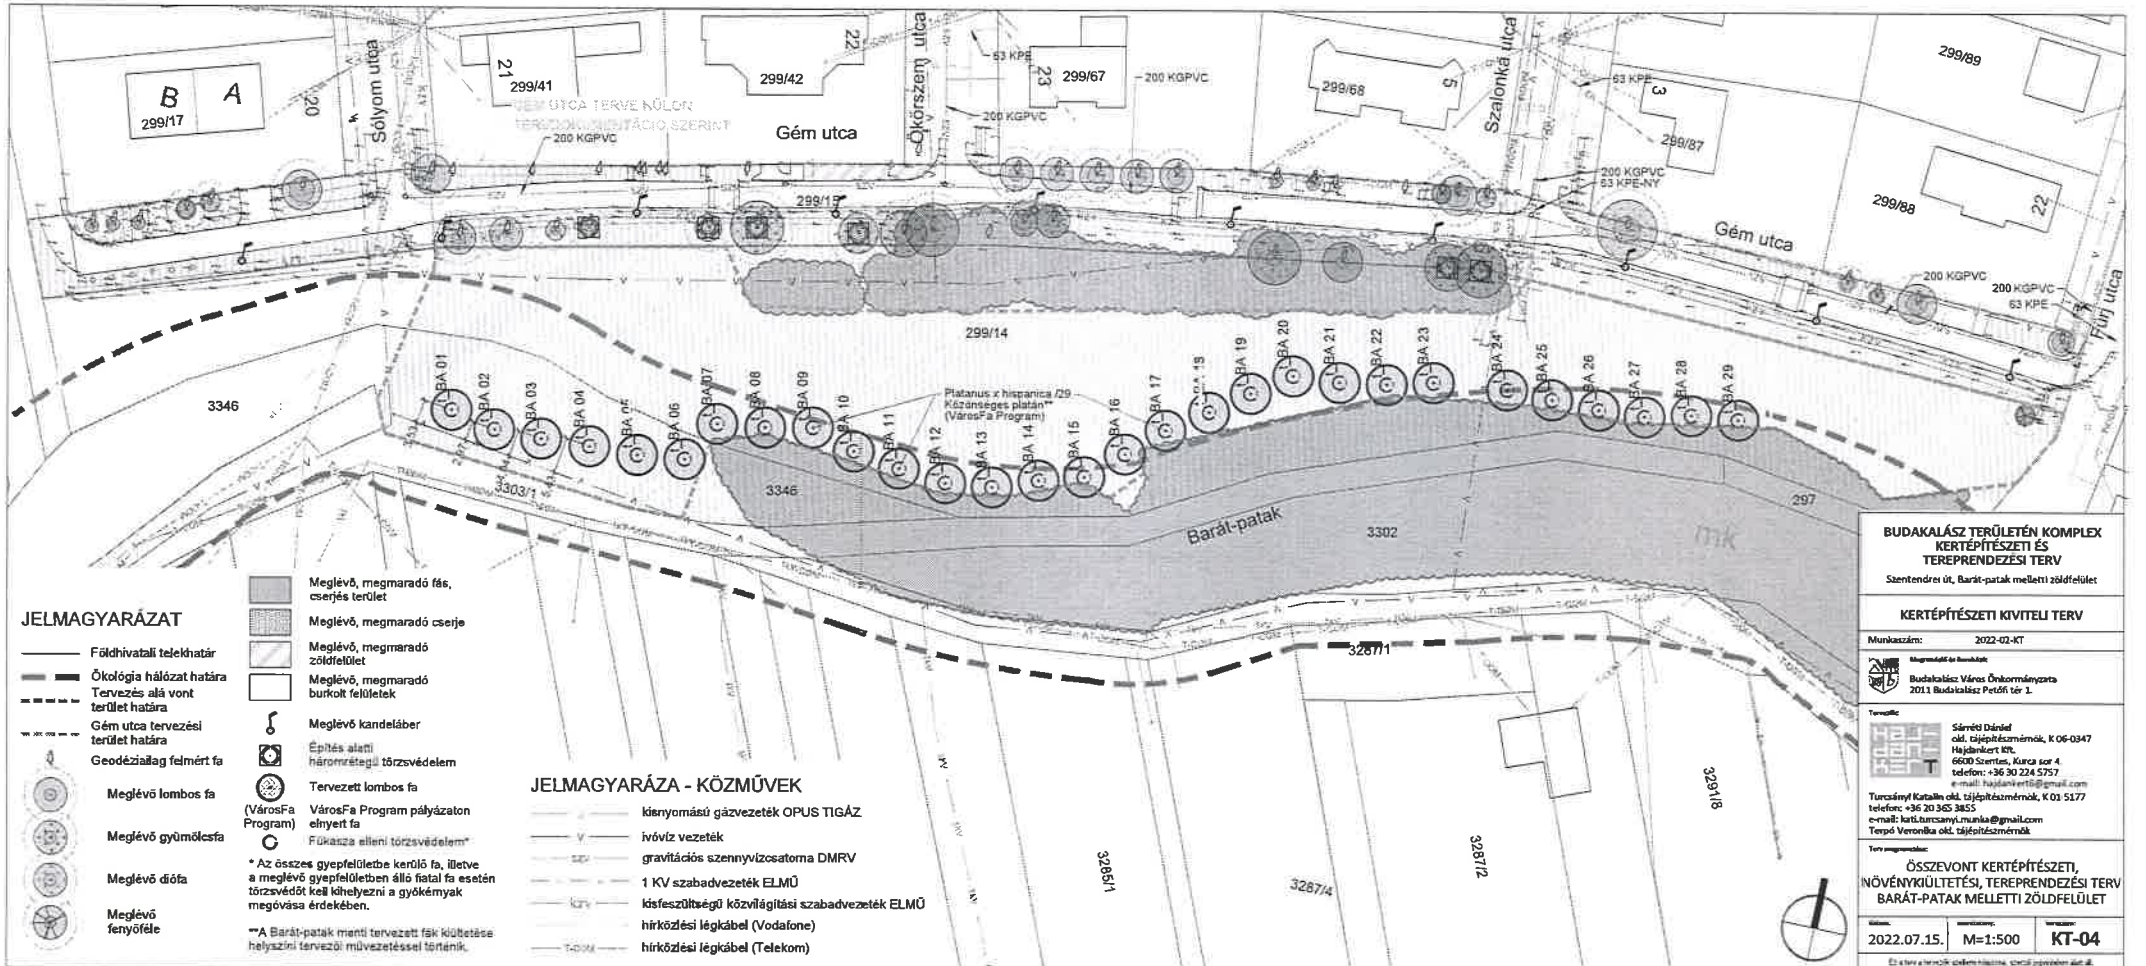 B
A
299/17
20
Sólyom utca
21
299/41
GÉM UTCA TERVE KÜLÖN
TERVDOKUMENTÁCIÓ SZERINT
200 KGPVC
22
299/42
Gém utca
Ökörszem utca
63 KPE
200 KGPVC
23
299/67
200 KGPVC
299/68
5
Szalonka utca
63 KPE
3
299/87
299/89
200 KGPVC
63 KPE-NY
299/88
22
Gém utca
200 KGPVC
200 KGPVC
63 KPE
Fürj utca
299/14
3346
BA 01
BA 02
BA 03
BA 04
BA 06
BA 07
BA 08
BA 09
BA 10
BA 11
BA 12
BA 13
BA 14
BA 15
BA 16
BA 17
BA 19
BA 20
BA 21
BA 22
BA 23
BA 24
BA 25
BA 26
BA 27
BA 28
BA 29
Platanus x hispanica /29
Közönséges platán**
(VárosFa Program)
3303/1
3346
Barát-patak
3302
297
mk
3287/1
3285/1
3287/4
3287/2
3291/8
JELMAGYARÁZAT
Földhivatali telekhatár
Ökológia hálózat határa
Tervezés alá vont
terület határa
Gém utca tervezési
terület határa
Geodéziailag felmért fa
Meglévő lombos fa
Meglévő gyümölcsfa
Meglévő diófa
Meglévő
fenyőféle
Meglévő, megmaradó fás,
cserjés terület
Meglévő, megmaradó cserje
Meglévő, megmaradó
zöldfelület
Meglévő, megmaradó
burkolt felületek
Meglévő kandeláber
Építés alatti
háromrétegű törzsvédelem
Tervezett lombos fa
(VárosFa
Program)
VárosFa Program pályázaton
elnyert fa
Fűkasza elleni törzsvédelem*
* Az összes gyepfelületbe kerülő fa, illetve
a meglévő gyepfelületben álló fiatal fa esetén
törzsvédőt kell kihelyezni a gyökérnyak
megóvása érdekében.
**A Barát-patak menti tervezett fák kiültetése
helyszíni tervezői művezetéssel történik.
JELMAGYARÁZA - KÖZMŰVEK
kisnyomású gázvezeték OPUS TIGÁZ
V ivóvíz vezeték
SZV gravitációs szennyvízcsatorna DMRV
1 KV szabadvezeték ELMŰ
kisfeszültségű közvilágítási szabadvezeték ELMŰ
hírközlési légkábel (Vodafone)
T-COM hírközlési légkábel (Telekom)
BUDAKALÁSZ TERÜLETÉN KOMPLEX
KERTÉPÍTÉSZETI ÉS
TEREPRENDEZÉSI TERV
Szentendrei út, Barát-patak melletti zöldfelület
KERTÉPÍTÉSZETI KIVITELI TERV
Munkaszám: 2022-02-KT
Budakalász Város Önkormányzata
2011 Budakalász Petőfi tér 1.
Tervezők:
Sárréti Dániel
okl. tájépítészmérnök, K 06-0347
Hajdankert Kft.
6600 Szentes, Kurca sor 4.
telefon: +36 30 224 5757
e-mail: hajdankert6@gmail.com
Turcsányi Katalin okl. tájépítészmérnök, K 01-5177
telefon: +36 20 365 3855
e-mail: kati.turcsanyi.munka@gmail.com
Terpó Veronika okl. tájépítészmérnök
ÖSSZEVONT KERTÉPÍTÉSZETI,
NÖVÉNYKIÜLTETÉSI, TEREPRENDEZÉSI TERV
BARÁT-PATAK MELLETTI ZÖLDFELÜLET
2022.07.15.
M=1:500
KT-04